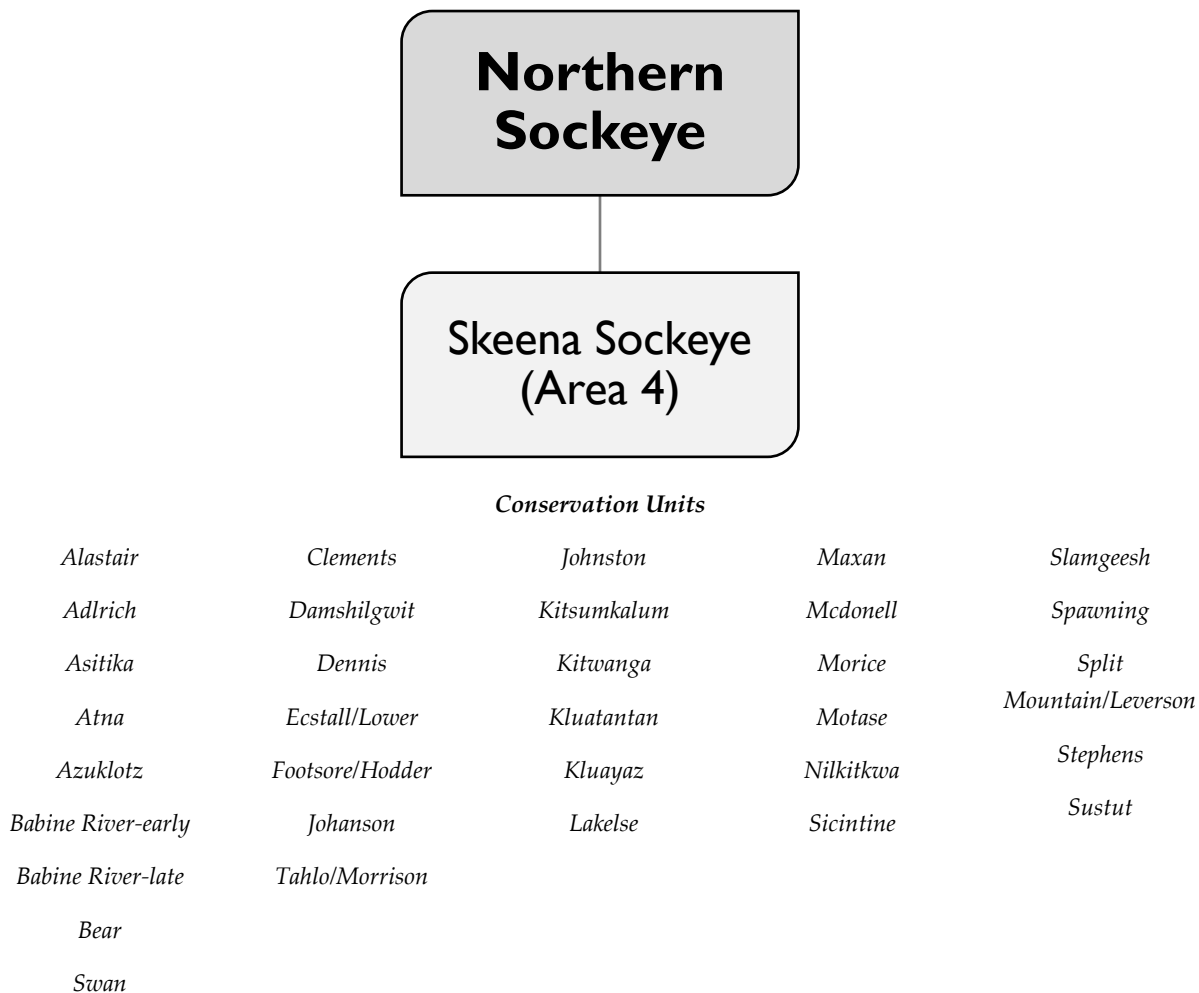 Northern
Sockeye
Skeena Sockeye
(Area 4)
Conservation Units
Alastair
Adlrich
Asitika
Atna
Azuklotz
Babine River-early
Babine River-late
Bear
Swan
Clements
Damshilgwit
Dennis
Ecstall/Lower
Footsore/Hodder
Johanson
Tahlo/Morrison
Johnston
Kitsumkalum
Kitwanga
Kluatantan
Kluayaz
Lakelse
Maxan
Mcdonell
Morice
Motase
Nilkitkwa
Sicintine
Slamgeesh
Spawning
Split
Mountain/Leverson
Stephens
Sustut